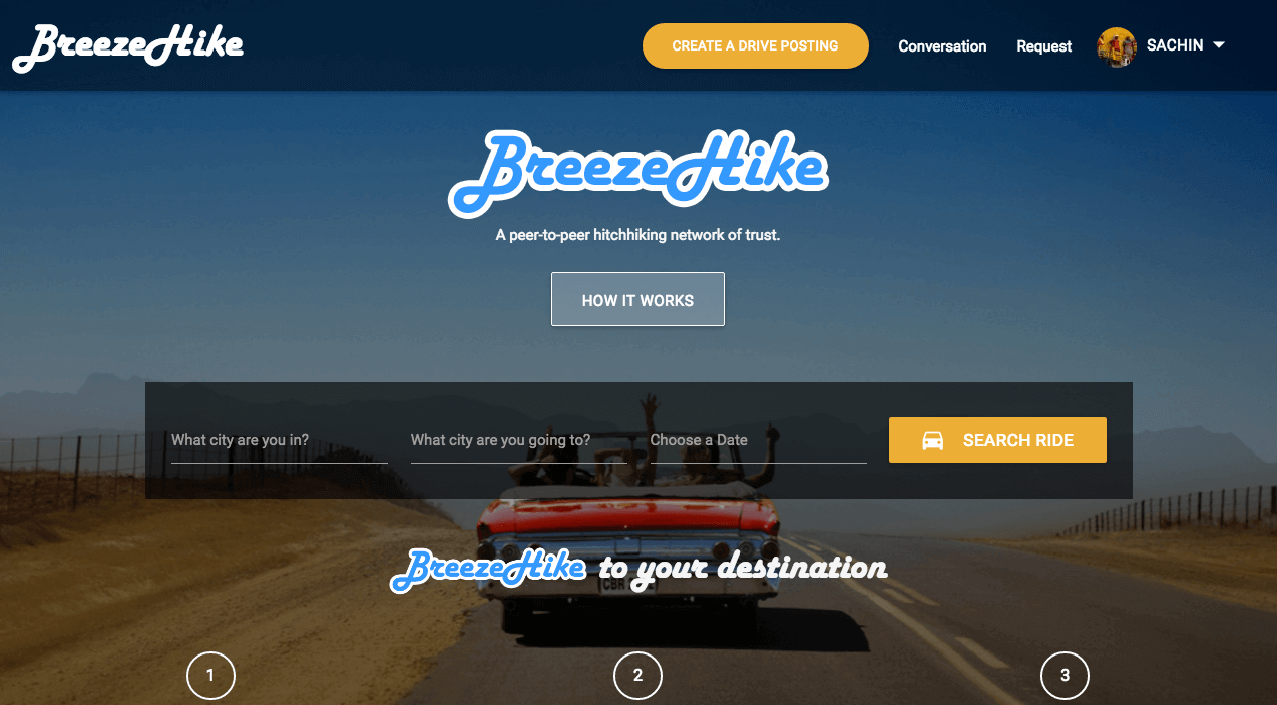 BreezeHike
CREATE A DRIVE POSTING
Conversation
Request
SACHIN
BreezeHike
A peer-to-peer hitchhiking network of trust.
HOW IT WORKS
What city are you in?
What city are you going to?
Choose a Date
SEARCH RIDE
BreezeHike to your destination
1
2
3